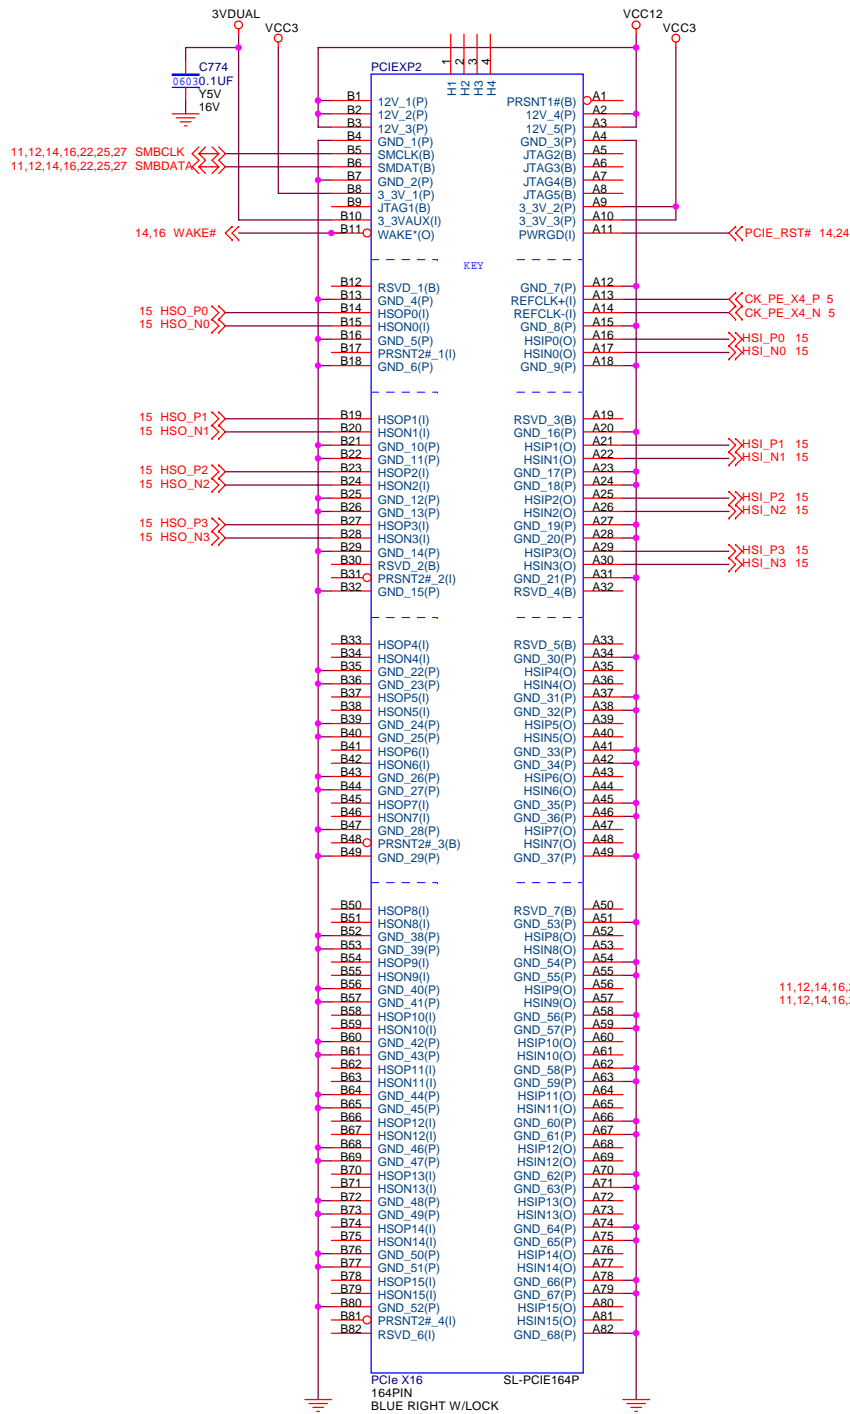 3VDUAL
VCC3
VCC12
VCC3
C774
0603
0.1UF
Y5V
16V
PCIEXP2
1 2 3 4
H1 H2 H3 H4
B1 12V_1(P) PRSNT1#(B) A1
B2 12V_2(P) 12V_4(P) A2
B3 12V_3(P) 12V_5(P) A3
B4 GND_1(P) GND_3(P) A4
11,12,14,16,22,25,27 SMBCLK B5 SMCLK(B) JTAG2(B) A5
11,12,14,16,22,25,27 SMBDATA B6 SMDAT(B) JTAG3(B) A6
B7 GND_2(P) JTAG4(B) A7
B8 3_3V_1(P) JTAG5(B) A8
B9 JTAG1(B) 3_3V_2(P) A9
B10 3_3VAUX(I) 3_3V_3(P) A10
14,16 WAKE# B11 WAKE*(O) PWRGD(I) A11 PCIE_RST# 14,24
KEY
B12 RSVD_1(B) GND_7(P) A12
B13 GND_4(P) REFCLK+(I) A13 CK_PE_X4_P 5
15 HSO_P0 B14 HSOP0(I) REFCLK-(I) A14 CK_PE_X4_N 5
15 HSO_N0 B15 HSON0(I) GND_8(P) A15
B16 GND_5(P) HSIP0(O) A16 HSI_P0 15
B17 PRSNT2#_1(I) HSIN0(O) A17 HSI_N0 15
B18 GND_6(P) GND_9(P) A18
15 HSO_P1 B19 HSOP1(I) RSVD_3(B) A19
15 HSO_N1 B20 HSON1(I) GND_16(P) A20
B21 GND_10(P) HSIP1(O) A21 HSI_P1 15
B22 GND_11(P) HSIN1(O) A22 HSI_N1 15
15 HSO_P2 B23 HSOP2(I) GND_17(P) A23
15 HSO_N2 B24 HSON2(I) GND_18(P) A24
B25 GND_12(P) HSIP2(O) A25 HSI_P2 15
B26 GND_13(P) HSIN2(O) A26 HSI_N2 15
15 HSO_P3 B27 HSOP3(I) GND_19(P) A27
15 HSO_N3 B28 HSON3(I) GND_20(P) A28
B29 GND_14(P) HSIP3(O) A29 HSI_P3 15
B30 RSVD_2(B) HSIN3(O) A30 HSI_N3 15
B31 PRSNT2#_2(I) GND_21(P) A31
B32 GND_15(P) RSVD_4(B) A32
B33 HSOP4(I) RSVD_5(B) A33
B34 HSON4(I) GND_30(P) A34
B35 GND_22(P) HSIP4(O) A35
B36 GND_23(P) HSIN4(O) A36
B37 HSOP5(I) GND_31(P) A37
B38 HSON5(I) GND_32(P) A38
B39 GND_24(P) HSIP5(O) A39
B40 GND_25(P) HSIN5(O) A40
B41 HSOP6(I) GND_33(P) A41
B42 HSON6(I) GND_34(P) A42
B43 GND_26(P) HSIP6(O) A43
B44 GND_27(P) HSIN6(O) A44
B45 HSOP7(I) GND_35(P) A45
B46 HSON7(I) GND_36(P) A46
B47 GND_28(P) HSIP7(O) A47
B48 PRSNT2#_3(B) HSIN7(O) A48
B49 GND_29(P) GND_37(P) A49
B50 HSOP8(I) RSVD_7(B) A50
B51 HSON8(I) GND_53(P) A51
B52 GND_38(P) HSIP8(O) A52
B53 GND_39(P) HSIN8(O) A53
B54 HSOP9(I) GND_54(P) A54
B55 HSON9(I) GND_55(P) A55
B56 GND_40(P) HSIP9(O) A56 11,12,14,16,
B57 GND_41(P) HSIN9(O) A57 11,12,14,16,
B58 HSOP10(I) GND_56(P) A58
B59 HSON10(I) GND_57(P) A59
B60 GND_42(P) HSIP10(O) A60
B61 GND_43(P) HSIN10(O) A61
B62 HSOP11(I) GND_58(P) A62
B63 HSON11(I) GND_59(P) A63
B64 GND_44(P) HSIP11(O) A64
B65 GND_45(P) HSIN11(O) A65
B66 HSOP12(I) GND_60(P) A66
B67 HSON12(I) GND_61(P) A67
B68 GND_46(P) HSIP12(O) A68
B69 GND_47(P) HSIN12(O) A69
B70 HSOP13(I) GND_62(P) A70
B71 HSON13(I) GND_63(P) A71
B72 GND_48(P) HSIP13(O) A72
B73 GND_49(P) HSIN13(O) A73
B74 HSOP14(I) GND_64(P) A74
B75 HSON14(I) GND_65(P) A75
B76 GND_50(P) HSIP14(O) A76
B77 GND_51(P) HSIN14(O) A77
B78 HSOP15(I) GND_66(P) A78
B79 HSON15(I) GND_67(P) A79
B80 GND_52(P) HSIP15(O) A80
B81 PRSNT2#_4(I) HSIN15(O) A81
B82 RSVD_6(I) GND_68(P) A82
PCIe X16 SL-PCIE164P
164PIN
BLUE RIGHT W/LOCK